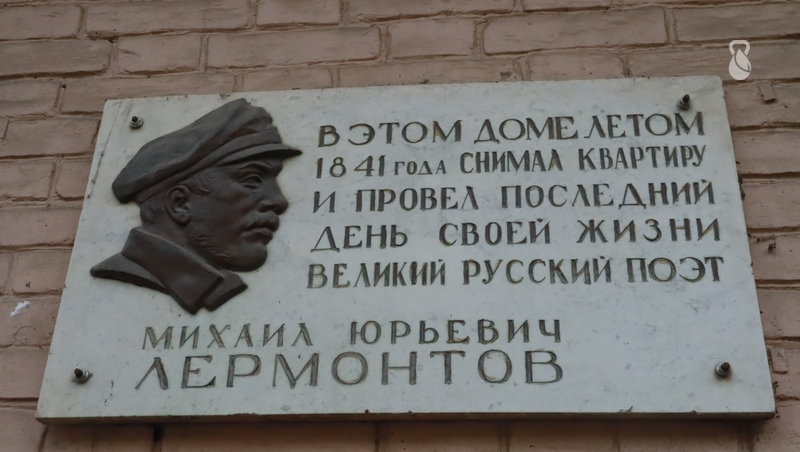 В ЭТОМ ДОМЕ ЛЕТОМ
1841 ГОДА СНИМАЛ КВАРТИРУ
И ПРОВЕЛ ПОСЛЕДНИЙ
ДЕНЬ СВОЕЙ ЖИЗНИ
ВЕЛИКИЙ РУССКИЙ ПОЭТ
МИХАИЛ ЮРЬЕВИЧ
ЛЕРМОНТОВ